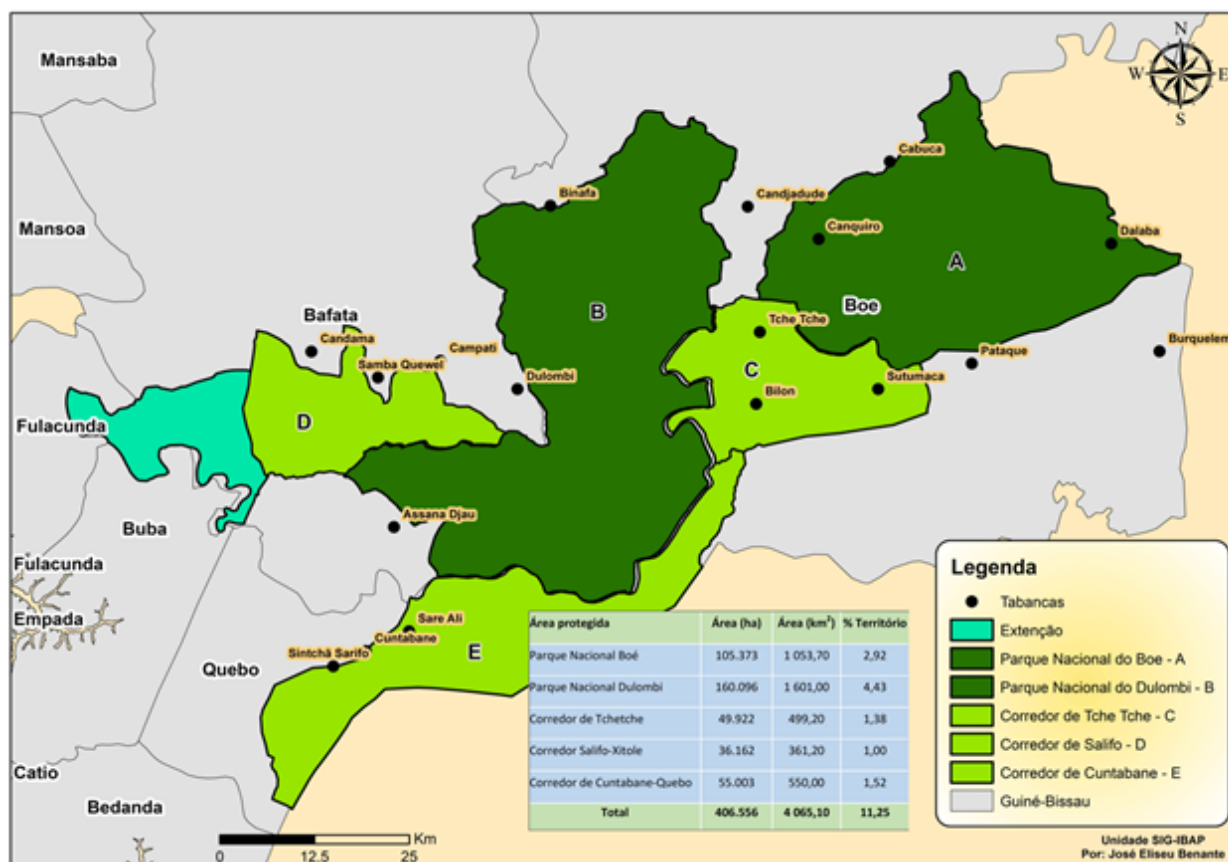 Mansaba
N
W E
S
Cabuca
Binafa
Candjadude
Mansoa
Canquiro
Dalaba
A
Boe
B
Bafata
Tche Tche
Candama
Campati
Burquelem
Pataque
Samba Quewel
C
Dulombi
Sutumaca
Bilon
Fulacunda
D
Assana Djau
Buba
Fulacunda
Empada
Sare Ali
Cuntabane
Sintchã Sarifo
E
Quebo
Catio
Bedanda
Área protegida Área (ha) Área (km²) % Território
Parque Nacional Boé 105.373 1 053,70 2,92
Parque Nacional Dulombi 160.096 1 601,00 4,43
Corredor de Tchetche 49.922 499,20 1,38
Corredor Salifo-Xitole 36.162 361,20 1,00
Corredor de Cuntabane-Quebo 55.003 550,00 1,52
Total 406.556 4 065,10 11,25
Legenda
Tabancas
Extenção
Parque Nacional do Boe - A
Parque Nacional do Dulombi - B
Corredor de Tche Tche - C
Corredor de Salifo - D
Corredor de Cuntabane - E
Guiné-Bissau
Km
0 12.5 25
Unidade SIG-IBAP
Por: José Eliseu Benante